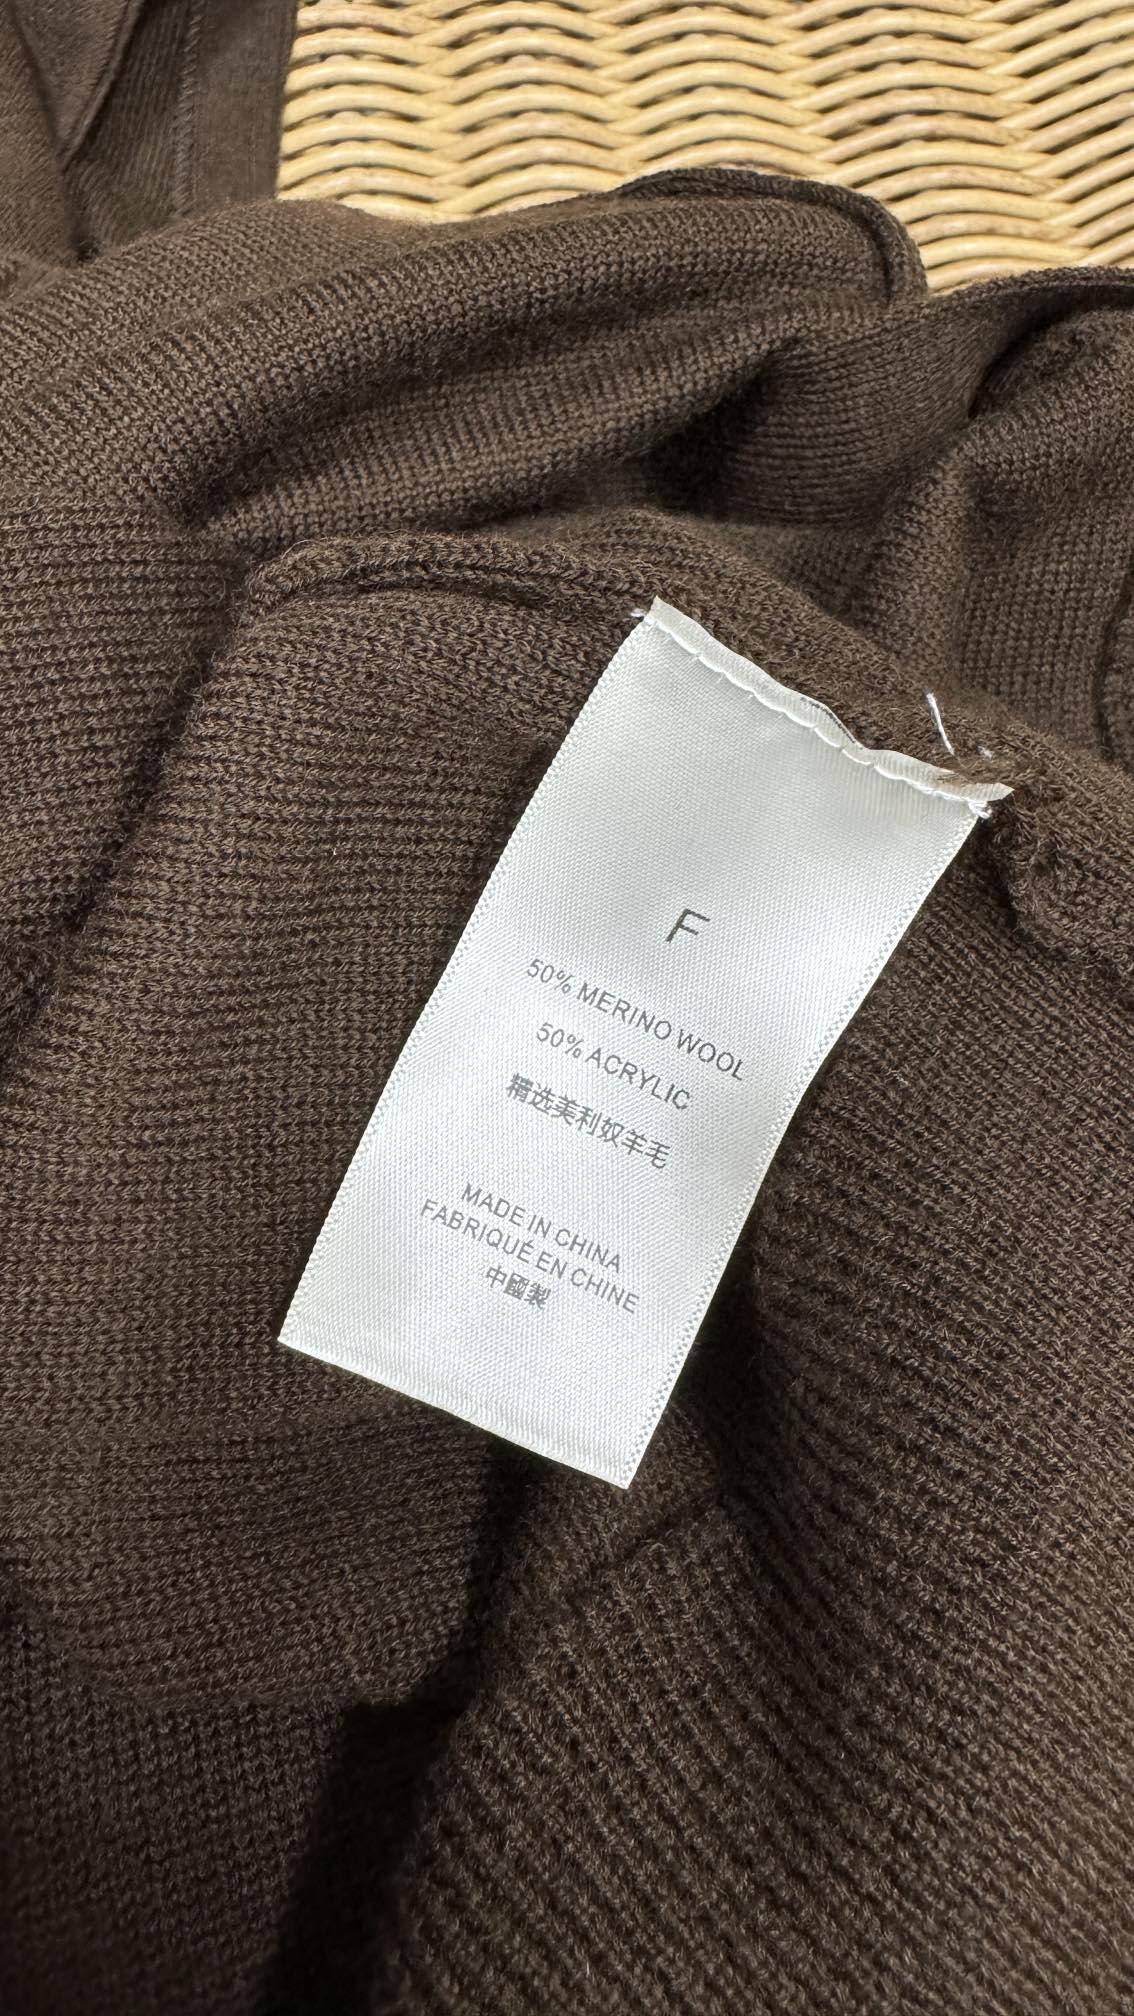 F
50% MERINO WOOL
50% ACRYLIC
精选美利奴羊毛
MADE IN CHINA
FABRIQUÉ EN CHINE
中國製